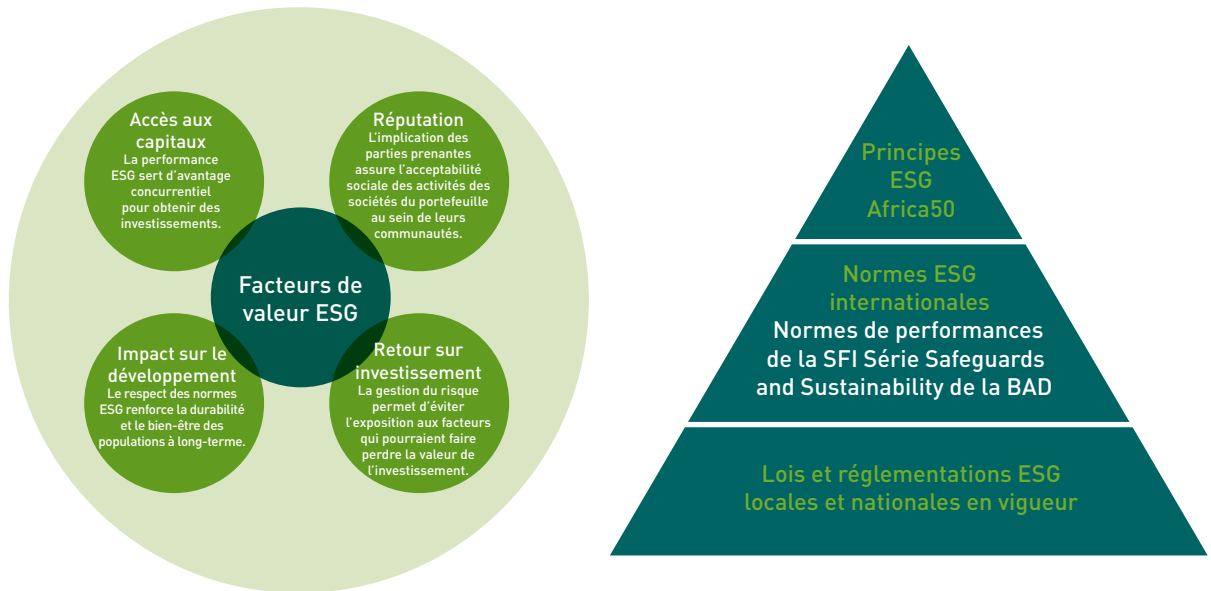 Accès aux
capitaux
La performance
ESG sert d'avantage
concurrentiel
pour obtenir des
investissements.
Réputation
L'implication des
parties prenantes
assure l'acceptabilité
sociale des activités des
sociétés du portefeuille
au sein de leurs
communautés.
Facteurs de
valeur ESG
Impact sur le
développement
Le respect des normes
ESG renforce la durabilité
et le bien-être des
populations à long-terme.
Retour sur
investissement
La gestion du risque
permet d'éviter
l'exposition aux facteurs
qui pourraient faire
perdre la valeur de
l'investissement.
Principes
ESG
Africa50
Normes ESG
internationales
Normes de performances
de la SFI Série Safeguards
and Sustainability de la BAD
Lois et réglementations ESG
locales et nationales en vigueur